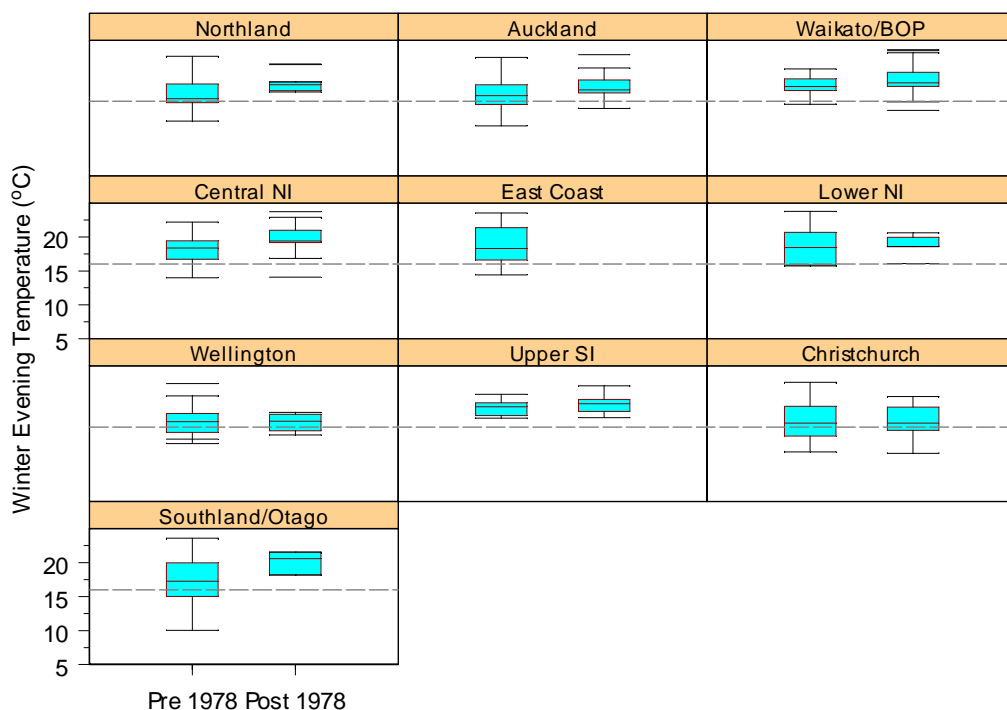 Northland Auckland Waikato/BOP
Central NI East Coast Lower NI
20
15
10
5
Wellington Upper SI Christchurch
Southland/Otago
20
15
10
5
Pre 1978 Post 1978
Winter Evening Temperature (°C)